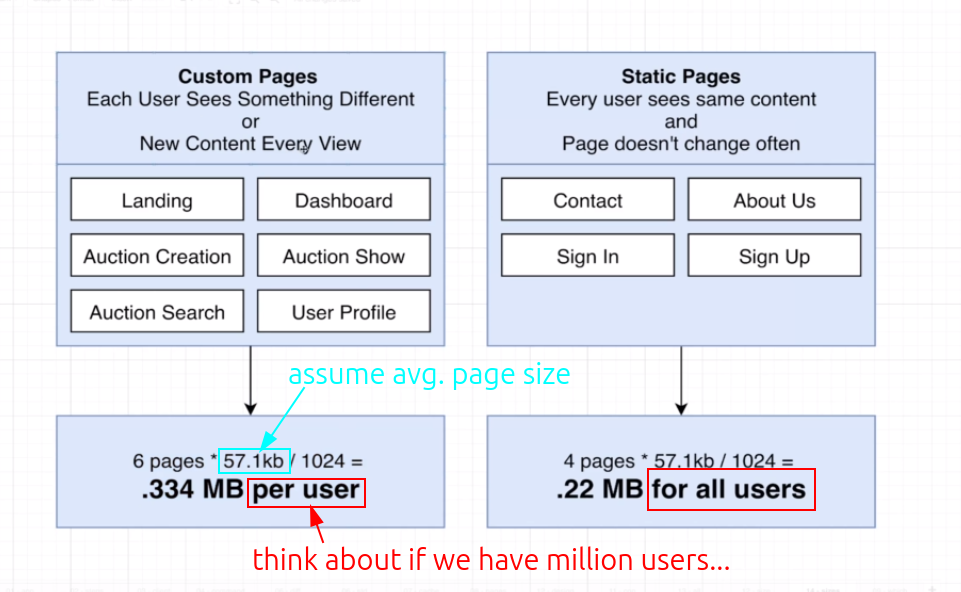 Custom Pages
Each User Sees Something Different
or
New Content Every View
Landing
Dashboard
Auction Creation
Auction Show
Auction Search
User Profile
Static Pages
Every user sees same content
and
Page doesn't change often
Contact
About Us
Sign In
Sign Up
assume avg. page size
6 pages * 57.1kb / 1024 =
.334 MB per user
4 pages * 57.1kb / 1024 =
.22 MB for all users
think about if we have million users...